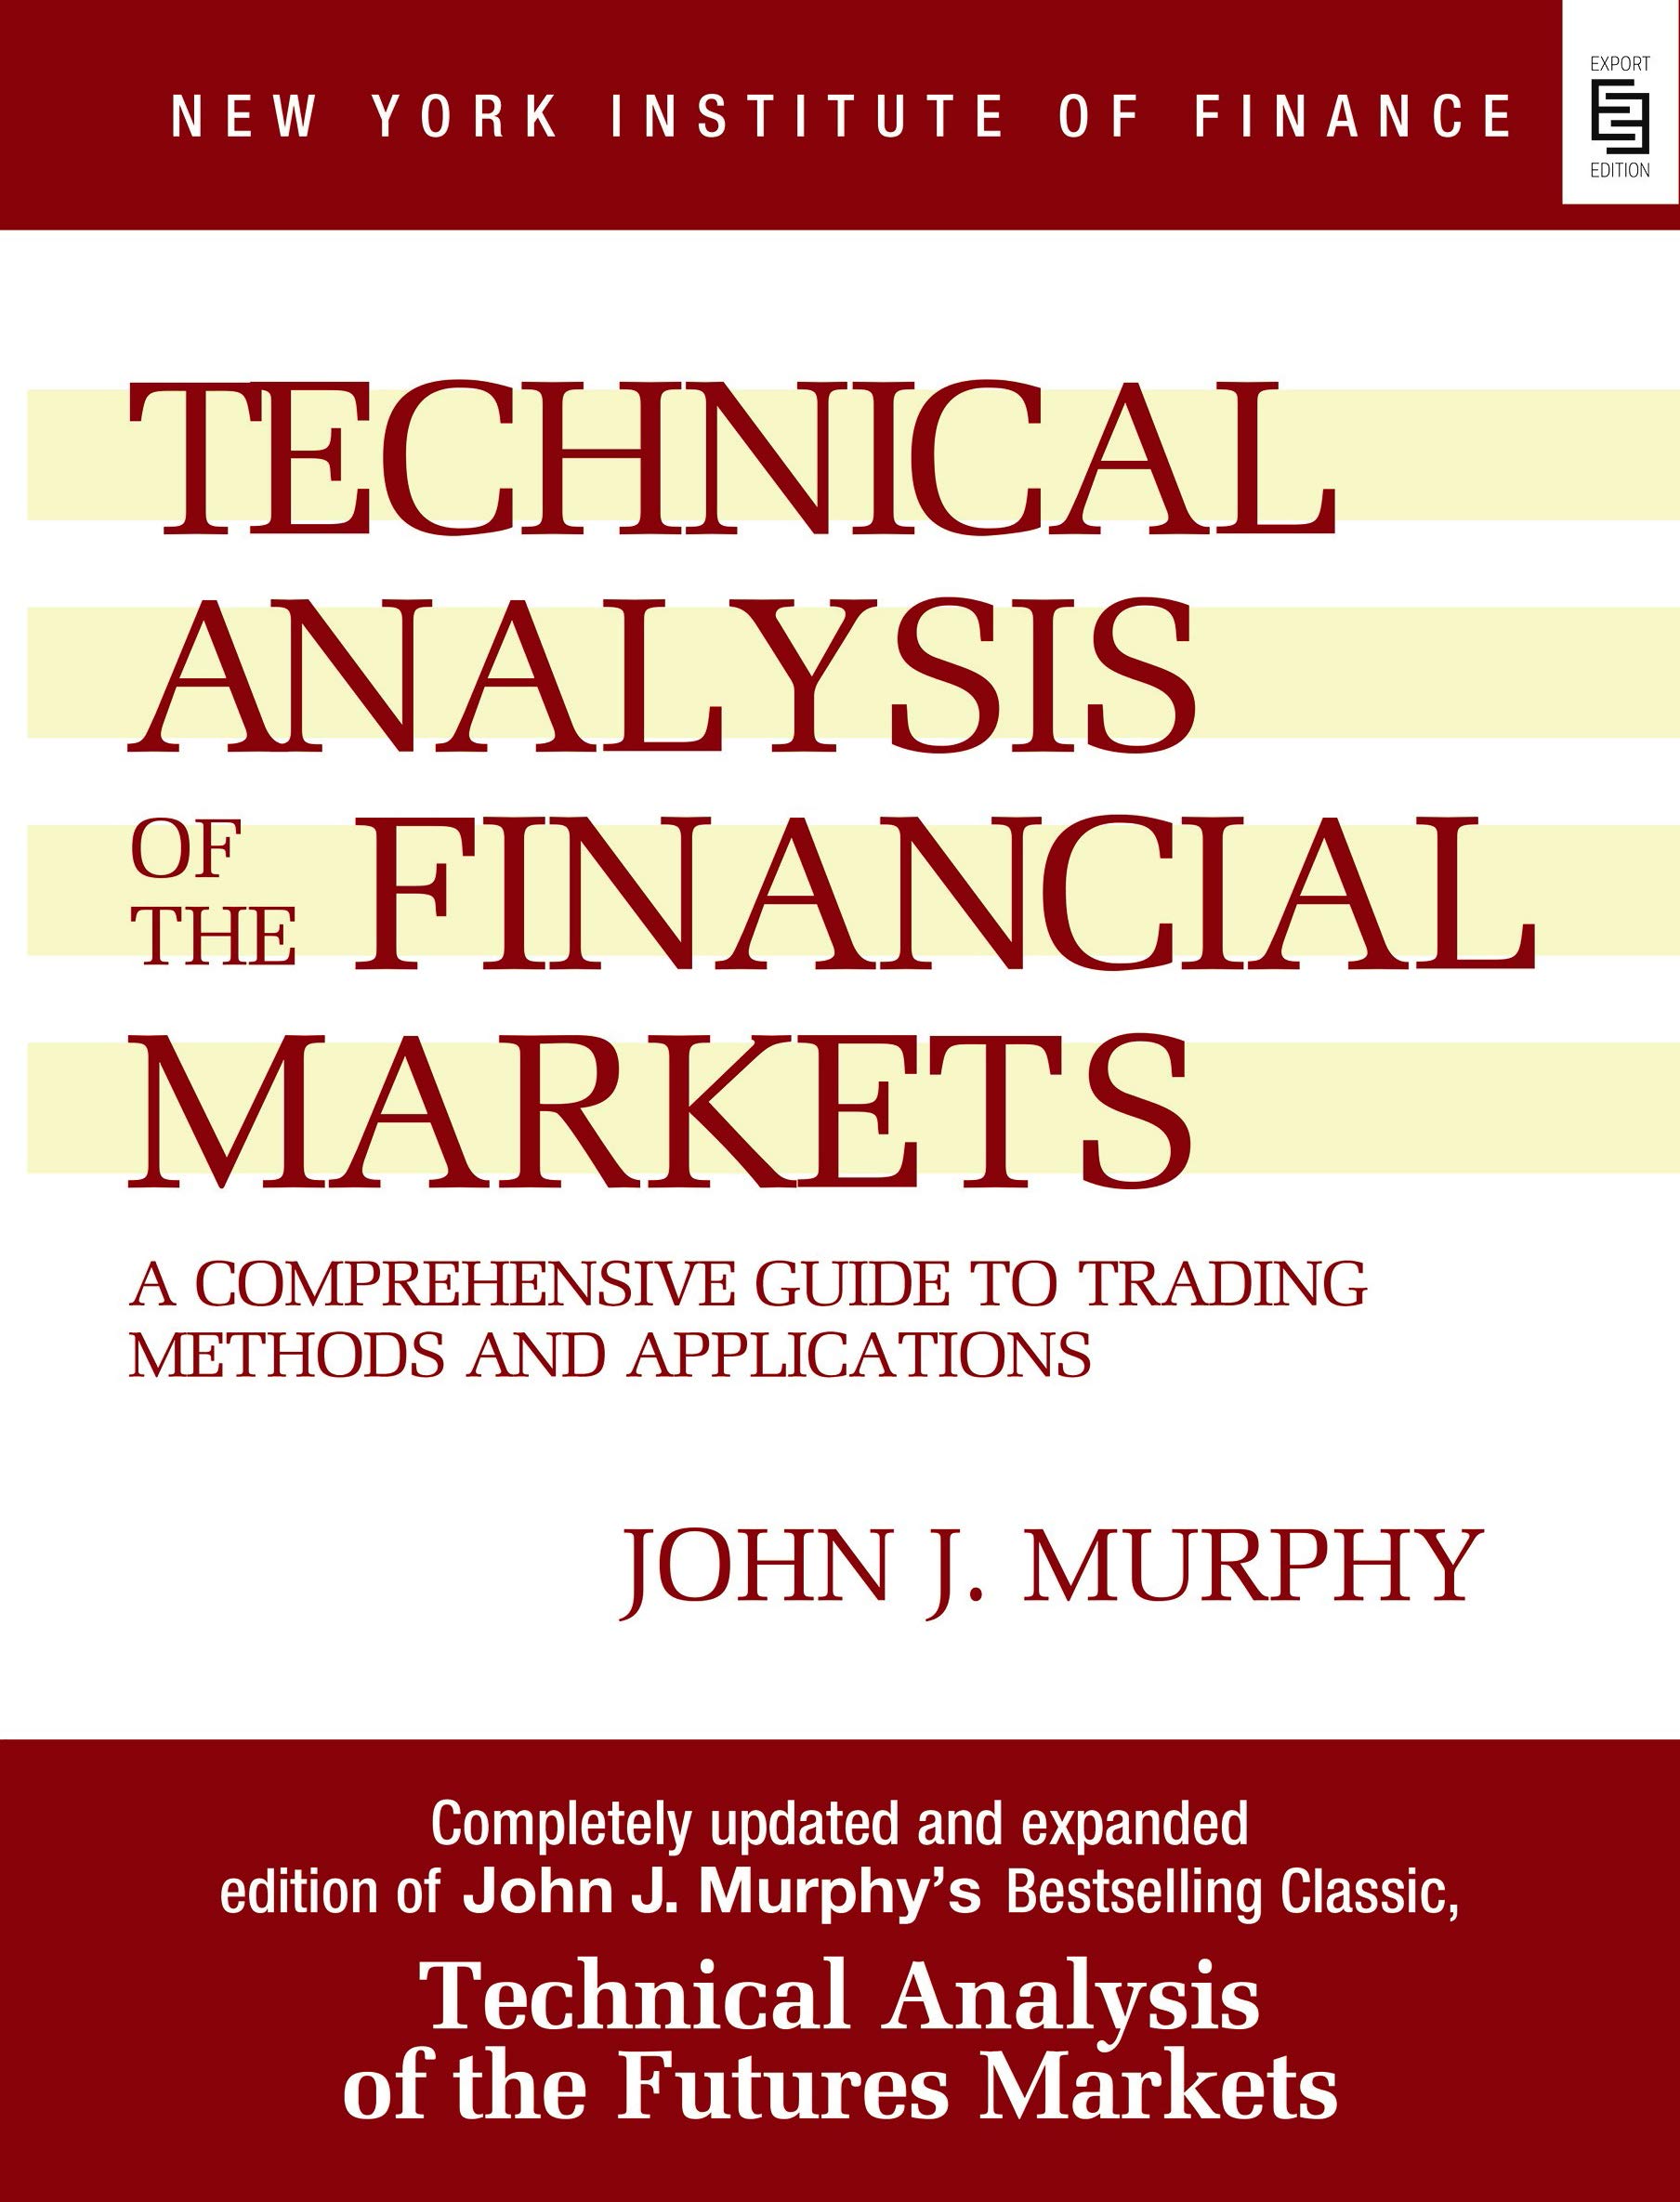 NEW YORK INSTITUTE OF FINANCE
EXPORT
EDITION
TECHNICAL
ANALYSIS
OF
THE
FINANCIAL
MARKETS
A COMPREHENSIVE GUIDE TO TRADING
METHODS AND APPLICATIONS
JOHN J. MURPHY
Completely updated and expanded
edition of John J. Murphy’s Bestselling Classic,
Technical Analysis
of the Futures Markets